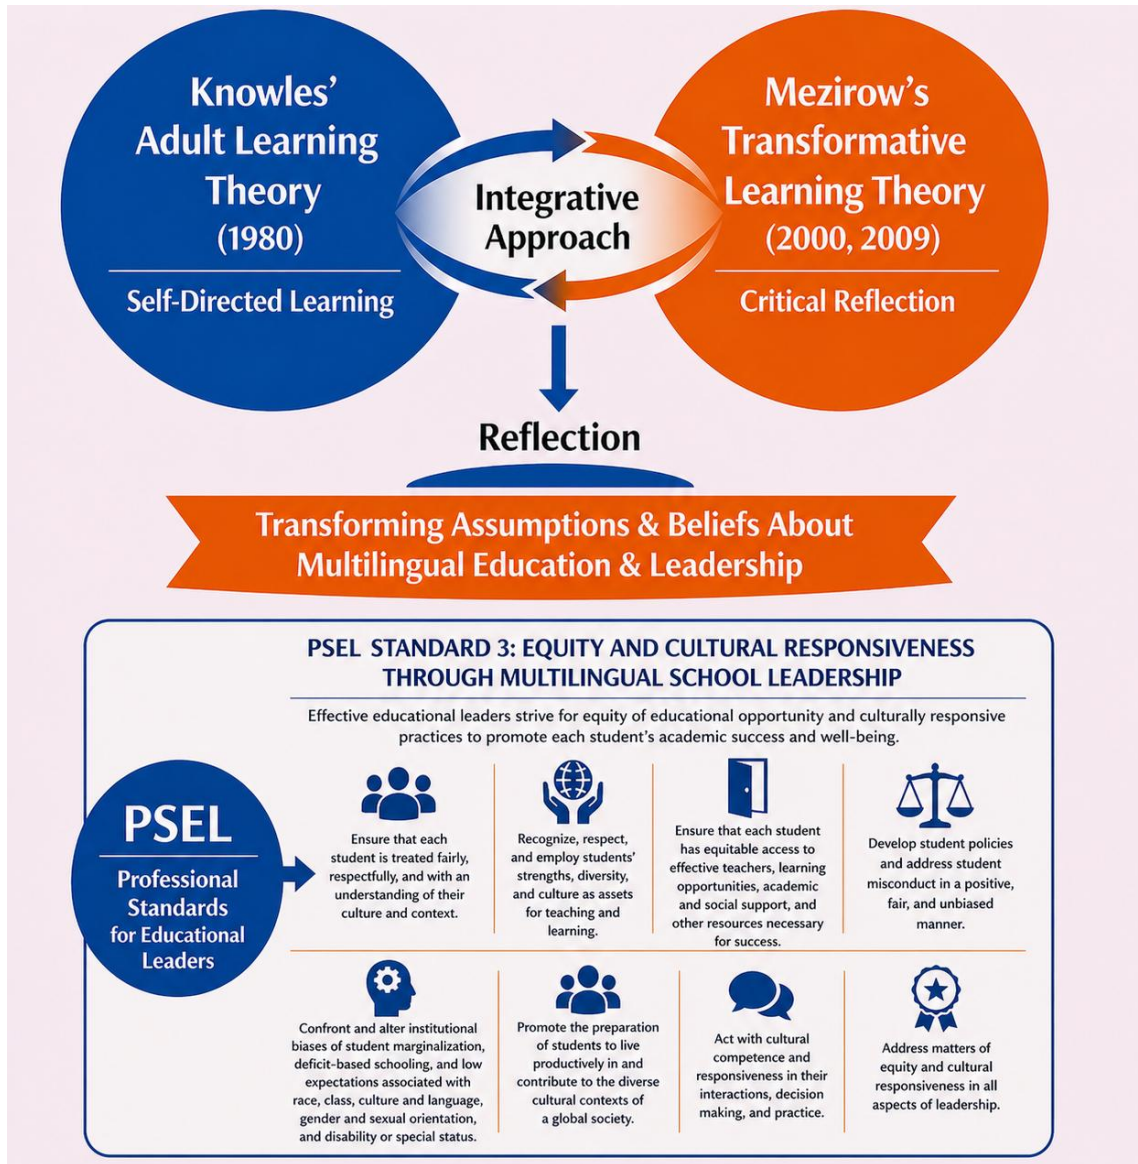 Knowles’
Adult Learning
Theory
(1980)
Self-Directed Learning
Integrative
Approach
Mezirow’s
Transformative
Learning Theory
(2000, 2009)
Critical Reflection
Reflection
Transforming Assumptions & Beliefs About
Multilingual Education & Leadership
PSEL STANDARD 3: EQUITY AND CULTURAL RESPONSIVENESS
THROUGH MULTILINGUAL SCHOOL LEADERSHIP
Effective educational leaders strive for equity of educational opportunity and culturally responsive
practices to promote each student’s academic success and well-being.
PSEL
Professional
Standards
for Educational
Leaders
Ensure that each
student is treated fairly,
respectfully, and with an
understanding of their
culture and context.
Recognize, respect,
and employ students’
strengths, diversity,
and culture as assets
for teaching and
learning.
Ensure that each student
has equitable access to
effective teachers, learning
opportunities, academic
and social support, and
other resources necessary
for success.
Develop student policies
and address student
misconduct in a positive,
fair, and unbiased
manner.
Confront and alter institutional
biases of student marginalization,
deficit-based schooling, and low
expectations associated with
race, class, culture and language,
gender and sexual orientation,
and disability or special status.
Promote the preparation
of students to live
productively in and
contribute to the diverse
cultural contexts of
a global society.
Act with cultural
competence and
responsiveness in their
interactions, decision
making, and practice.
Address matters of
equity and cultural
responsiveness in all
aspects of leadership.